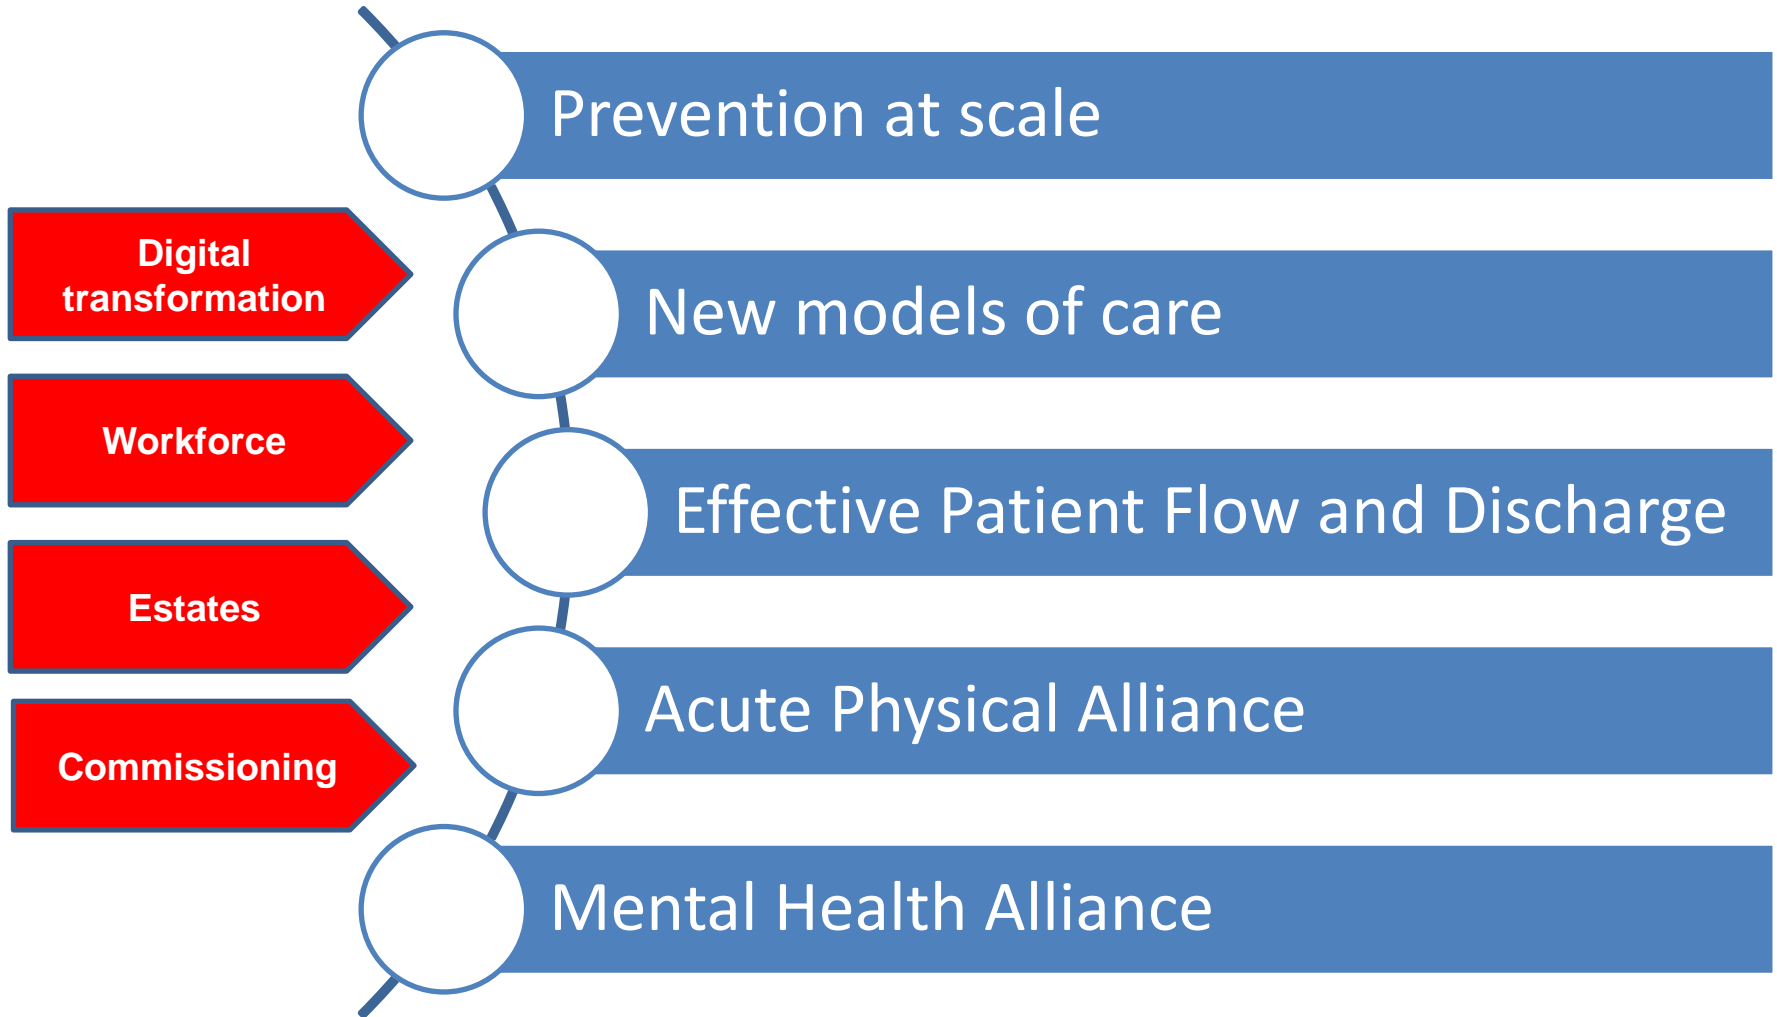 Prevention at scale
Digital
transformation
New models of care
Workforce
Effective Patient Flow and Discharge
Estates
Acute Physical Alliance
Commissioning
Mental Health Alliance